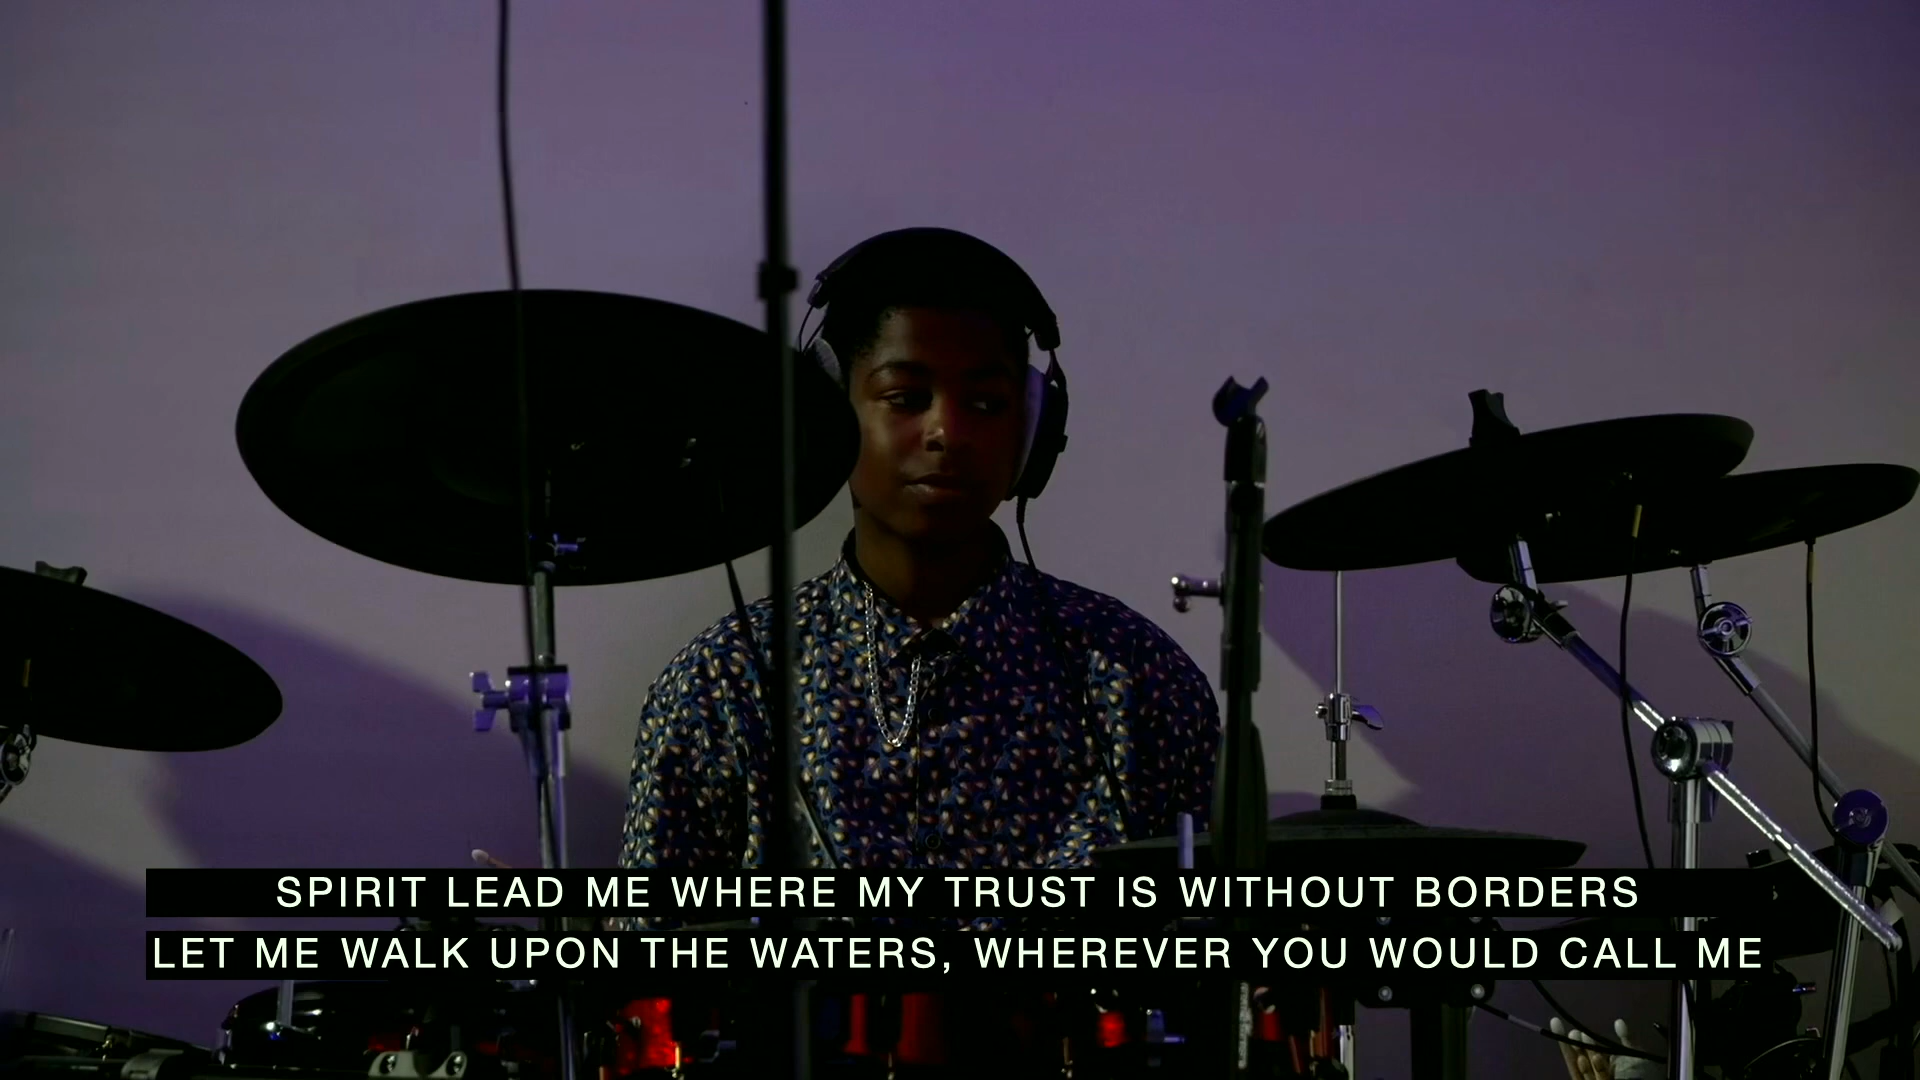 SPIRIT LEAD ME WHERE MY TRUST IS WITHOUT BORDERS
LET ME WALK UPON THE WATERS, WHEREVER YOU WOULD CALL ME